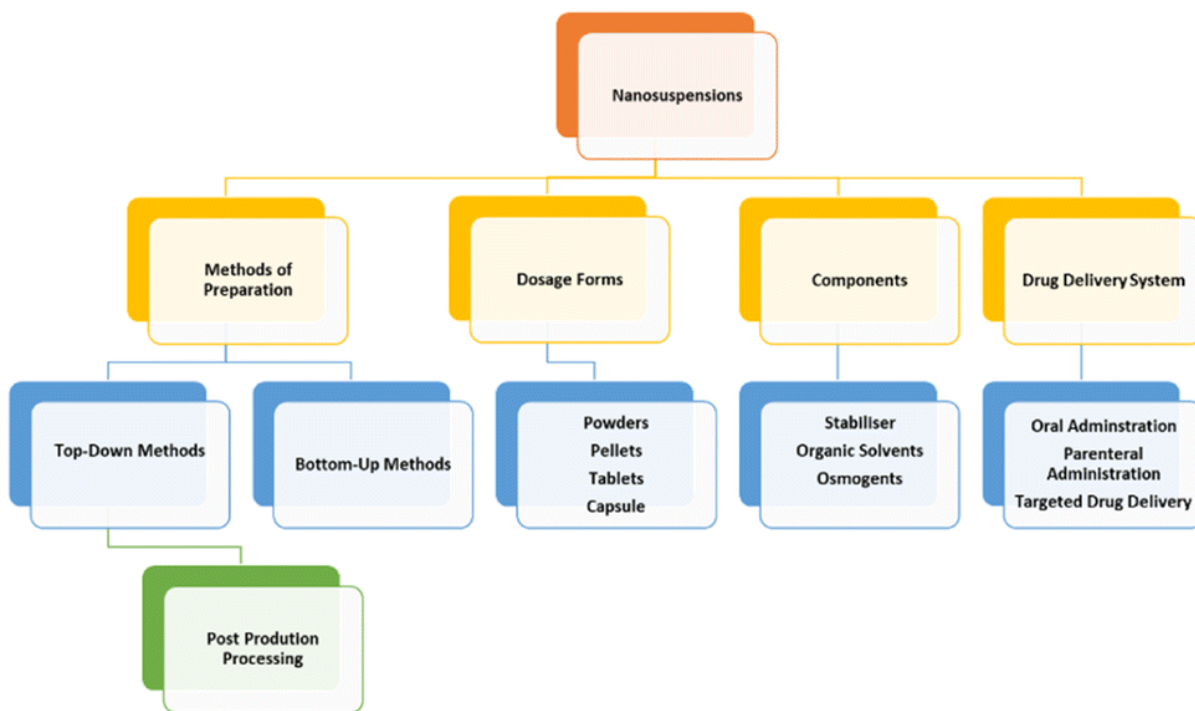 Nanosuspensions
Methods of
Preparation
Dosage Forms
Components
Drug Delivery System
Top-Down Methods
Bottom-Up Methods
Powders
Pellets
Tablets
Capsule
Stabiliser
Organic Solvents
Osmogents
Oral Adminstration
Parenteral
Administration
Targeted Drug Delivery
Post Prodution
Processing